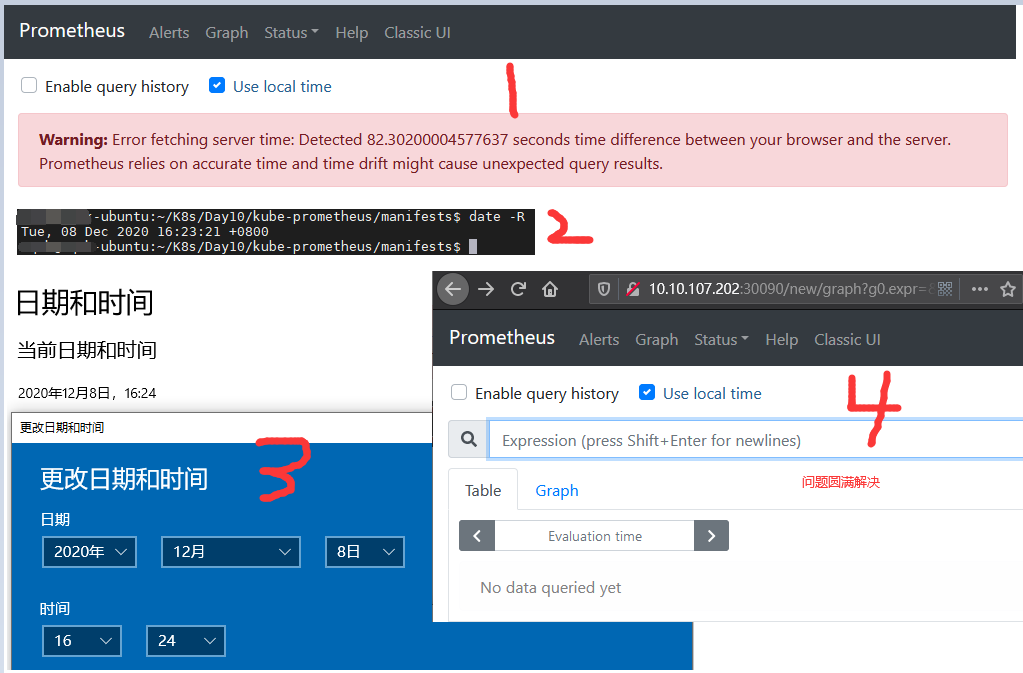 Prometheus Alerts Graph Status Help Classic UI
Enable query history Use local time
1
Warning: Error fetching server time: Detected 82.30200004577637 seconds time difference between your browser and the server.
Prometheus relies on accurate time and time drift might cause unexpected query results.
-ubuntu:~/K8s/Day10/kube-prometheus/manifests$ date -R
Tue, 08 Dec 2020 16:23:21 +0800
-ubuntu:~/K8s/Day10/kube-prometheus/manifests$
2
日期和时间
当前日期和时间
2020年12月8日，16:24
更改日期和时间
更改日期和时间
3
日期
2020年 12月 8日
时间
16 24
10.10.107.202:30090/new/graph?g0.expr=
Prometheus Alerts Graph Status Help Classic UI
Enable query history Use local time
4
Expression (press Shift+Enter for newlines)
问题圆满解决
Table Graph
Evaluation time
No data queried yet